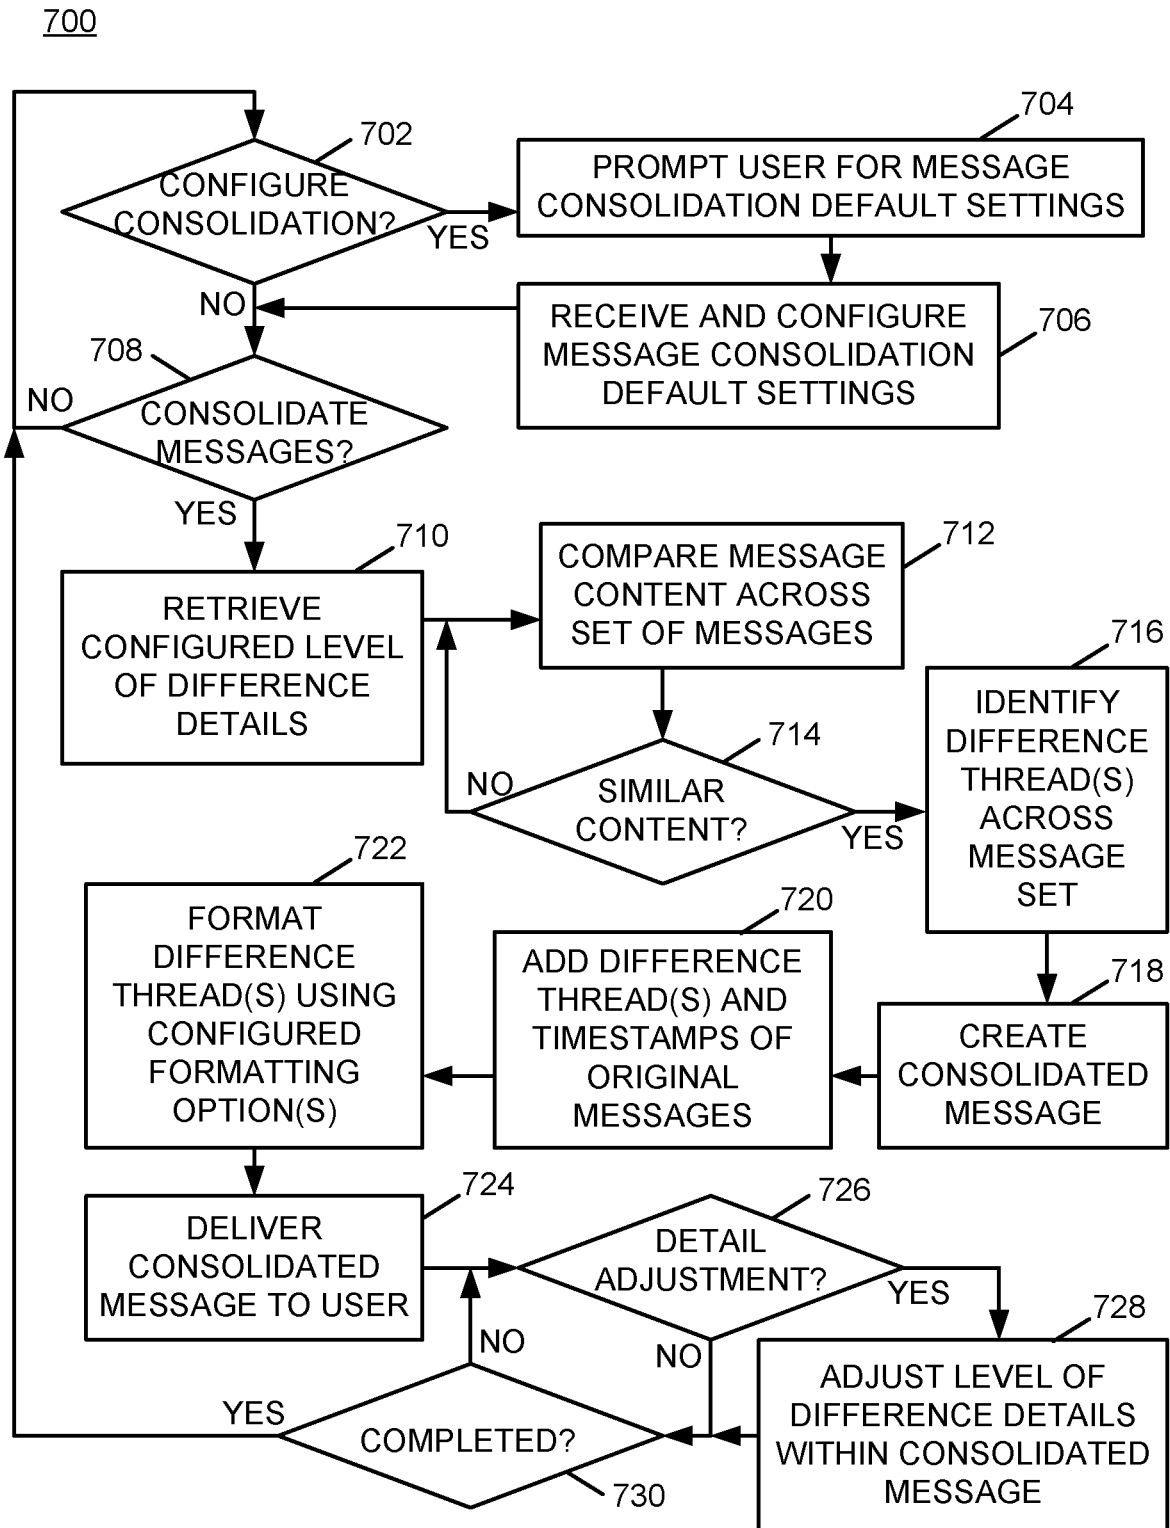 700
702
CONFIGURE
CONSOLIDATION?
YES
NO
704
PROMPT USER FOR MESSAGE
CONSOLIDATION DEFAULT SETTINGS
RECEIVE AND CONFIGURE
MESSAGE CONSOLIDATION
DEFAULT SETTINGS
706
708
NO
CONSOLIDATE
MESSAGES?
YES
710
RETRIEVE
CONFIGURED LEVEL
OF DIFFERENCE
DETAILS
712
COMPARE MESSAGE
CONTENT ACROSS
SET OF MESSAGES
714
NO
SIMILAR
CONTENT?
YES
716
IDENTIFY
DIFFERENCE
THREAD(S)
ACROSS
MESSAGE
SET
718
CREATE
CONSOLIDATED
MESSAGE
720
ADD DIFFERENCE
THREAD(S) AND
TIMESTAMPS OF
ORIGINAL
MESSAGES
722
FORMAT
DIFFERENCE
THREAD(S) USING
CONFIGURED
FORMATTING
OPTION(S)
724
DELIVER
CONSOLIDATED
MESSAGE TO USER
726
DETAIL
ADJUSTMENT?
YES
NO
728
ADJUST LEVEL OF
DIFFERENCE DETAILS
WITHIN CONSOLIDATED
MESSAGE
NO
YES
COMPLETED?
730